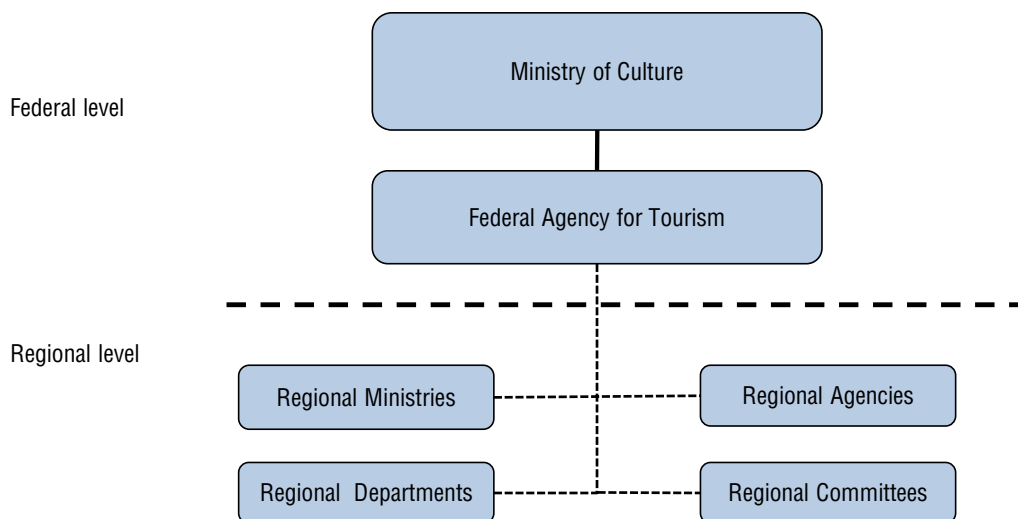 Ministry of Culture
Federal level
Federal Agency for Tourism
Regional level
Regional Ministries
Regional Agencies
Regional Departments
Regional Committees